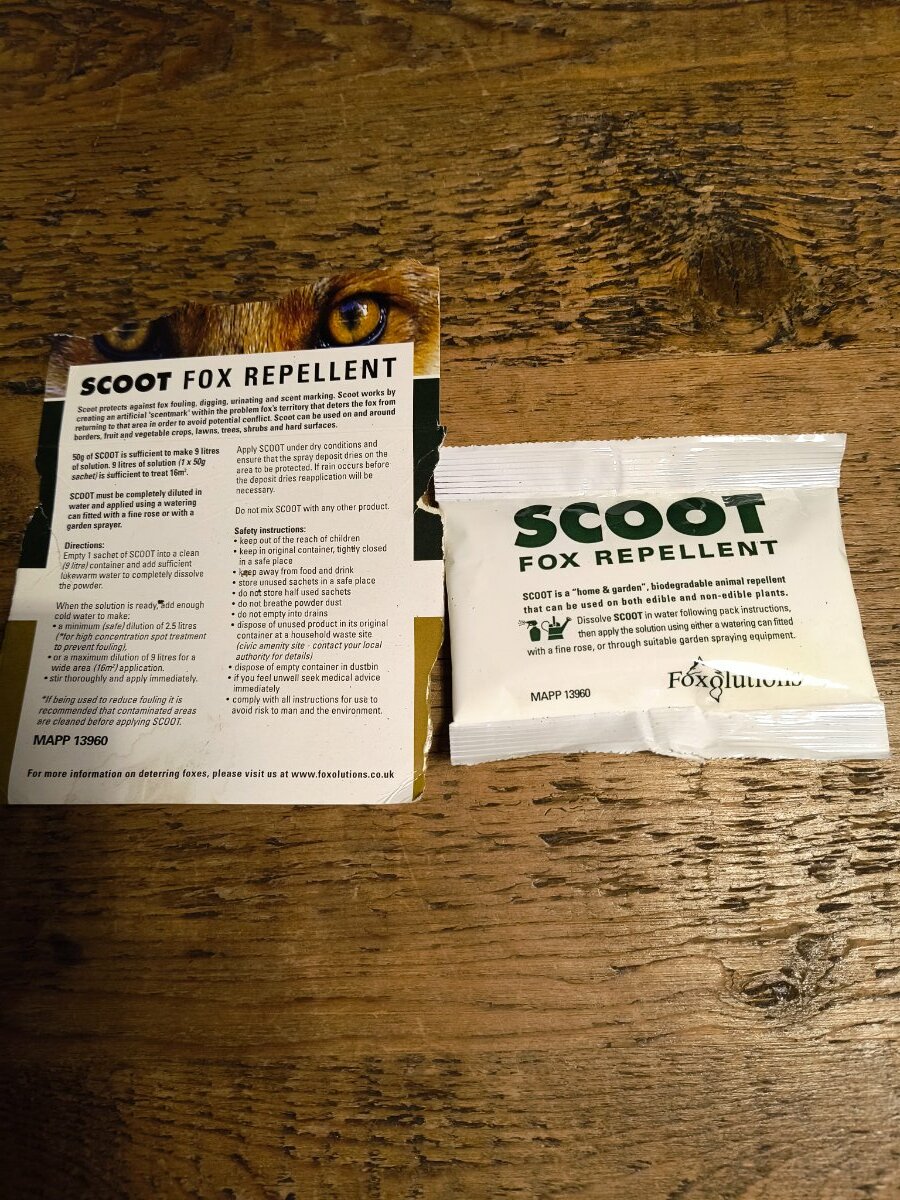 SCOOT FOX REPELLENT
Scoot protects against fox fouling, digging, urinating and scent marking. Scoot works by
creating an artificial 'scentmark' within the problem fox's territory that deters the fox from
returning to that area in order to avoid potential conflict. Scoot can be used on and around
borders, fruit and vegetable crops, lawns, trees, shrubs and hard surfaces.
50g of SCOOT is sufficient to make 9 litres
of solution. 9 litres of solution (1 x 50g
sachet) is sufficient to treat 16m².
SCOOT must be completely diluted in
water and applied using a watering
can fitted with a fine rose or with a
garden sprayer.
Directions:
Empty 1 sachet of SCOOT into a clean
(9 litre) container and add sufficient
lukewarm water to completely dissolve
the powder.
When the solution is ready, add enough
cold water to make:
• a minimum (safe) dilution of 2.5 litres
(*for high concentration spot treatment
to prevent fouling),
• or a maximum dilution of 9 litres for a
wide area (16m²) application.
• stir thoroughly and apply immediately.
*If being used to reduce fouling it is
recommended that contaminated areas
are cleaned before applying SCOOT.
MAPP 13960
Apply SCOOT under dry conditions and
ensure that the spray deposit dries on the
area to be protected. If rain occurs before
the deposit dries reapplication will be
necessary.
Do not mix SCOOT with any other product.
Safety instructions:
• keep out of the reach of children
• keep in original container, tightly closed
in a safe place
• keep away from food and drink
• store unused sachets in a safe place
• do not store half used sachets
• do not breathe powder dust
• do not empty into drains
• dispose of unused product in its original
container at a household waste site
(civic amenity site - contact your local
authority for details)
• dispose of empty container in dustbin
• if you feel unwell seek medical advice
immediately
• comply with all instructions for use to
avoid risk to man and the environment.
For more information on deterring foxes, please visit us at www.foxolutions.co.uk
SCOOT
FOX REPELLENT
SCOOT is a "home & garden", biodegradable animal repellent
that can be used on both edible and non-edible plants.
Dissolve SCOOT in water following pack instructions,
then apply the solution using either a watering can fitted
with a fine rose, or through suitable garden spraying equipment.
MAPP 13960
Foxolutions